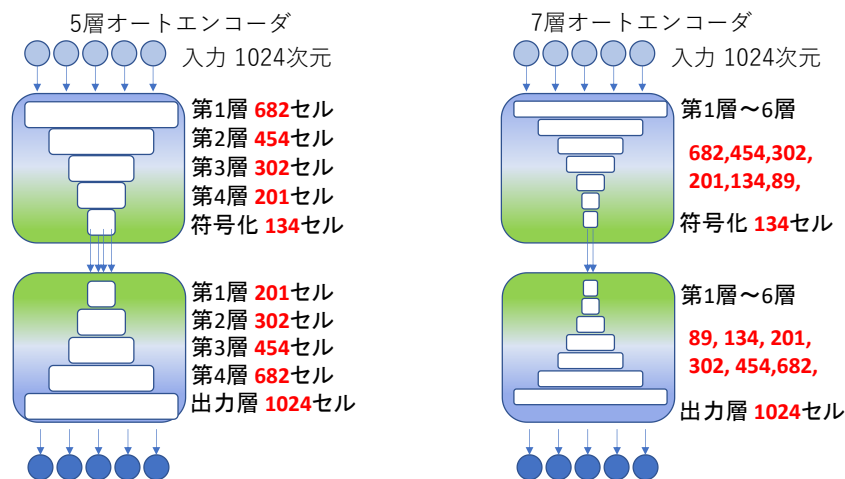 5層オートエンコーダ
入力 1024次元
第1層 682セル
第2層 454セル
第3層 302セル
第4層 201セル
符号化 134セル
第1層 201セル
第2層 302セル
第3層 454セル
第4層 682セル
出力層 1024セル
7層オートエンコーダ
入力 1024次元
第1層～6層
682,454,302,
201,134,89,
符号化 134セル
第1層～6層
89, 134, 201,
302, 454,682,
出力層 1024セル